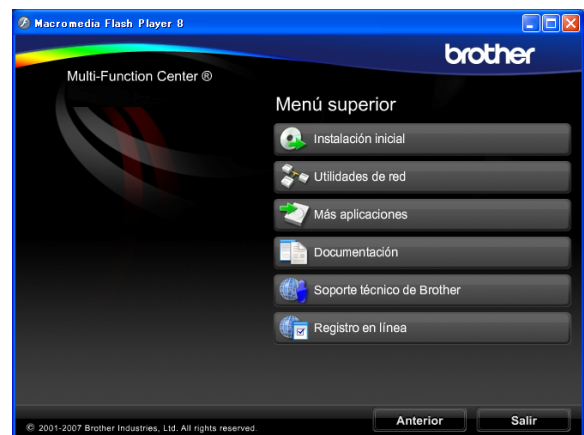 Macromedia Flash Player 8
brother
Multi-Function Center ®
Menú superior
Instalación inicial
Utilidades de red
Más aplicaciones
Documentación
Soporte técnico de Brother
Registro en línea
© 2001-2007 Brother Industries, Ltd. All rights reserved.
Anterior
Salir